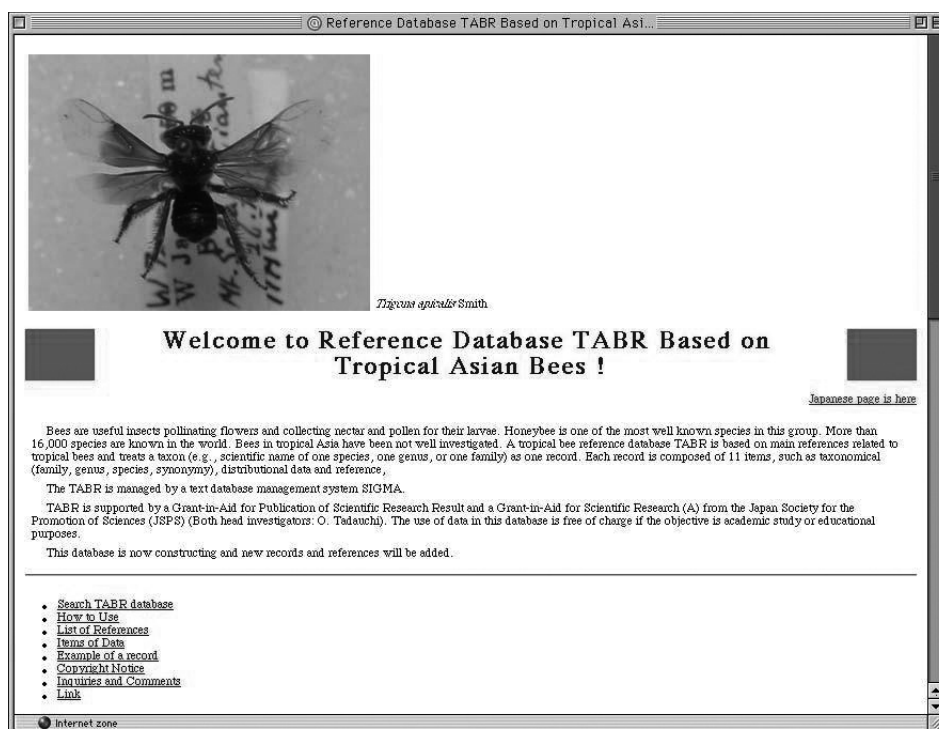 Reference Database TABR Based on Tropical Asi...
Trigona apicalis Smith
Welcome to Reference Database TABR Based on
Tropical Asian Bees !
Japanese page is here
Bees are useful insects pollinating flowers and collecting nectar and pollen for their larvae. Honeybee is one of the most well known species in this group. More than
16,000 species are known in the world. Bees in tropical Asia have been not well investigated. A tropical bee reference database TABR is based on main references related to
tropical bees and treats a taxon (e.g., scientific name of one species, one genus, or one family) as one record. Each record is composed of 11 items, such as taxonomical
(family, genus, species, synonymy), distributional data and reference,
The TABR is managed by a text database management system SIGMA.
TABR is supported by a Grant-in-Aid for Publication of Scientific Research Result and a Grant-in-Aid for Scientific Research (A) from the Japan Society for the
Promotion of Sciences (JSPS) (Both head investigators: O. Tadauchi). The use of data in this database is free of charge if the objective is academic study or educational
purposes.
This database is now constructing and new records and references will be added.
Search TABR database
How to Use
List of References
Items of Data
Example of a record
Copyright Notice
Inquiries and Comments
Link
Internet zone